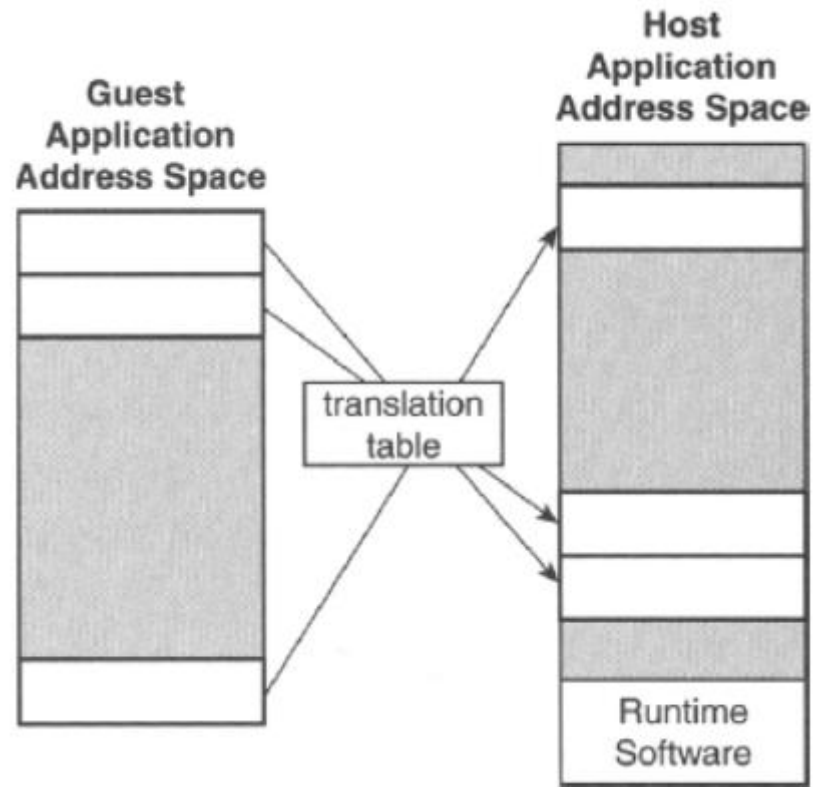 Guest
Application
Address Space
Host
Application
Address Space
translation
table
Runtime
Software